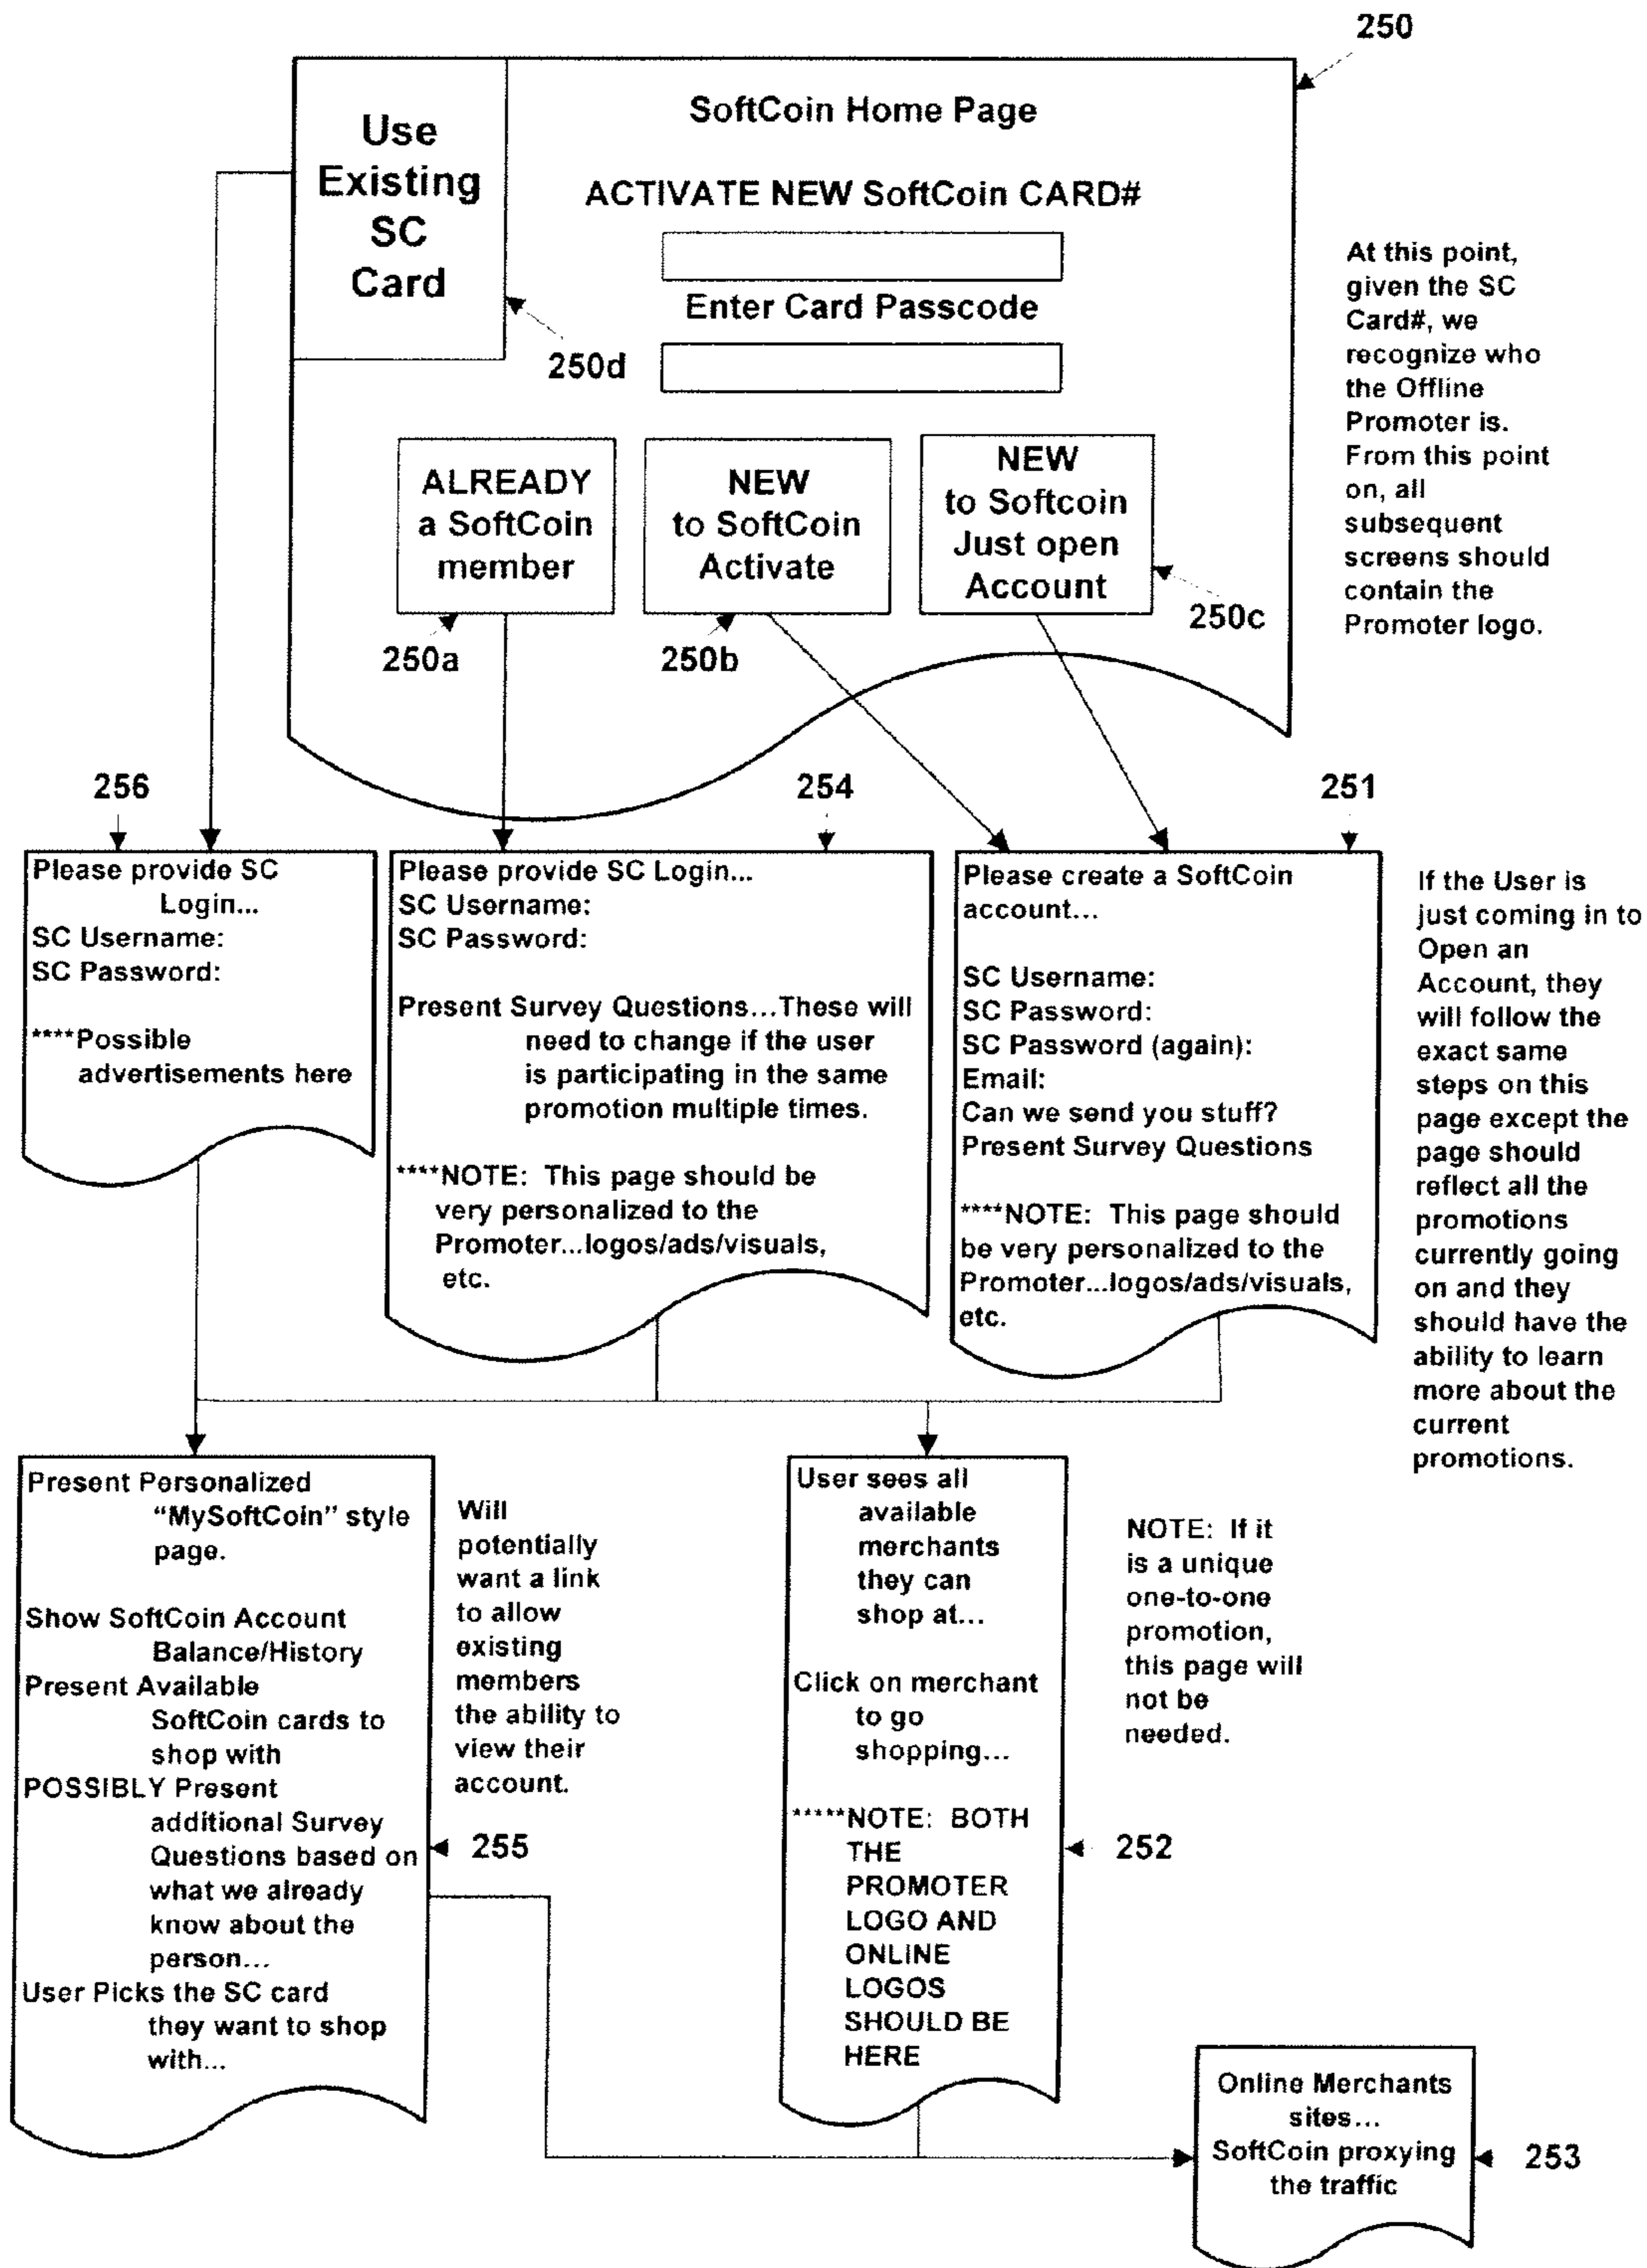 250
Use
Existing
SC
Card
250d
SoftCoin Home Page
ACTIVATE NEW SoftCoin CARD#
Enter Card Passcode
ALREADY
a SoftCoin
member
250a
NEW
to SoftCoin
Activate
250b
NEW
to Softcoin
Just open
Account
250c
At this point,
given the SC
Card#, we
recognize who
the Offline
Promoter is.
From this point
on, all
subsequent
screens should
contain the
Promoter logo.
256
Please provide SC
Login...
SC Username:
SC Password:
****Possible
advertisements here
254
Please provide SC Login...
SC Username:
SC Password:
Present Survey Questions...These will
need to change if the user
is participating in the same
promotion multiple times.
****NOTE: This page should be
very personalized to the
Promoter...logos/ads/visuals,
etc.
251
Please create a SoftCoin
account...
SC Username:
SC Password:
SC Password (again):
Email:
Can we send you stuff?
Present Survey Questions
****NOTE: This page should
be very personalized to the
Promoter...logos/ads/visuals,
etc.
If the User is
just coming in to
Open an
Account, they
will follow the
exact same
steps on this
page except the
page should
reflect all the
promotions
currently going
on and they
should have the
ability to learn
more about the
current
promotions.
Present Personalized
"MySoftCoin" style
page.
Show SoftCoin Account
Balance/History
Present Available
SoftCoin cards to
shop with
POSSIBLY Present
additional Survey
Questions based on
what we already
know about the
person...
User Picks the SC card
they want to shop
with...
255
Will
potentially
want a link
to allow
existing
members
the ability to
view their
account.
User sees all
available
merchants
they can
shop at...
Click on merchant
to go
shopping...
*****NOTE: BOTH
THE
PROMOTER
LOGO AND
ONLINE
LOGOS
SHOULD BE
HERE
252
NOTE: If it
is a unique
one-to-one
promotion,
this page will
not be
needed.
Online Merchants
sites...
SoftCoin proxying
the traffic
253